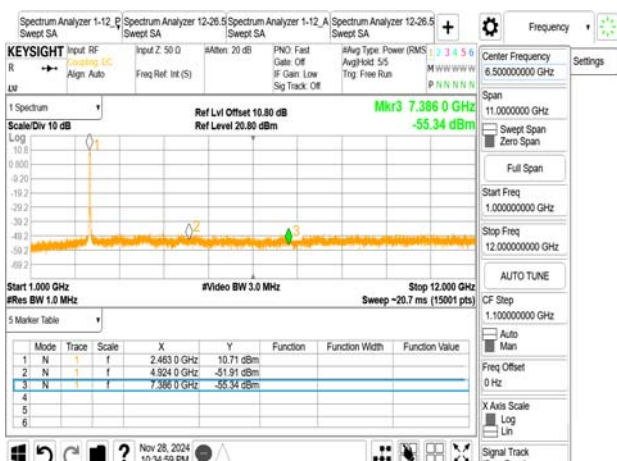 Spectrum Analyzer 1-12_P Spectrum Analyzer 12-26.5 Spectrum Analyzer 1-12_A Spectrum Analyzer 12-26.5
Swept SA Swept SA Swept SA Swept SA
+
Frequency
Settings
KEYSIGHT Input: RF Input Z: 50 Ω #Atten: 20 dB PNO: Fast #Avg Type: Power (RMS 1 2 3 4 5 6
R Coupling: DC Gate: Off Avg|Hold: 5/5 M W W W W W
Align: Auto Freq Ref: Int (S) IF Gain: Low Trig: Free Run
Sig Track: Off P N N N N N
1 Spectrum
Ref Lvl Offset 10.80 dB
Mkr3 7.386 0 GHz
Scale/Div 10 dB Ref Level 20.80 dBm
-55.34 dBm
Log
10.8
0.800
-9.20
-19.2
-29.2
-39.2
-49.2
-59.2
-69.2
1
2
3
Start 1.000 GHz #Video BW 3.0 MHz Stop 12.000 GHz
#Res BW 1.0 MHz Sweep ~20.7 ms (15001 pts)
5 Marker Table
Mode Trace Scale X Y Function Function Width Function Value
1 N 1 f 2.463 0 GHz 10.71 dBm
2 N 1 f 4.924 0 GHz -51.91 dBm
3 N 1 f 7.386 0 GHz -55.34 dBm
4
5
6
Nov 28, 2024
10:34:59 PM
Center Frequency
6.500000000 GHz
Span
11.0000000 GHz
Swept Span
Zero Span
Full Span
Start Freq
1.000000000 GHz
Stop Freq
12.000000000 GHz
AUTO TUNE
CF Step
1.100000000 GHz
Auto
Man
Freq Offset
0 Hz
X Axis Scale
Log
Lin
Signal Track